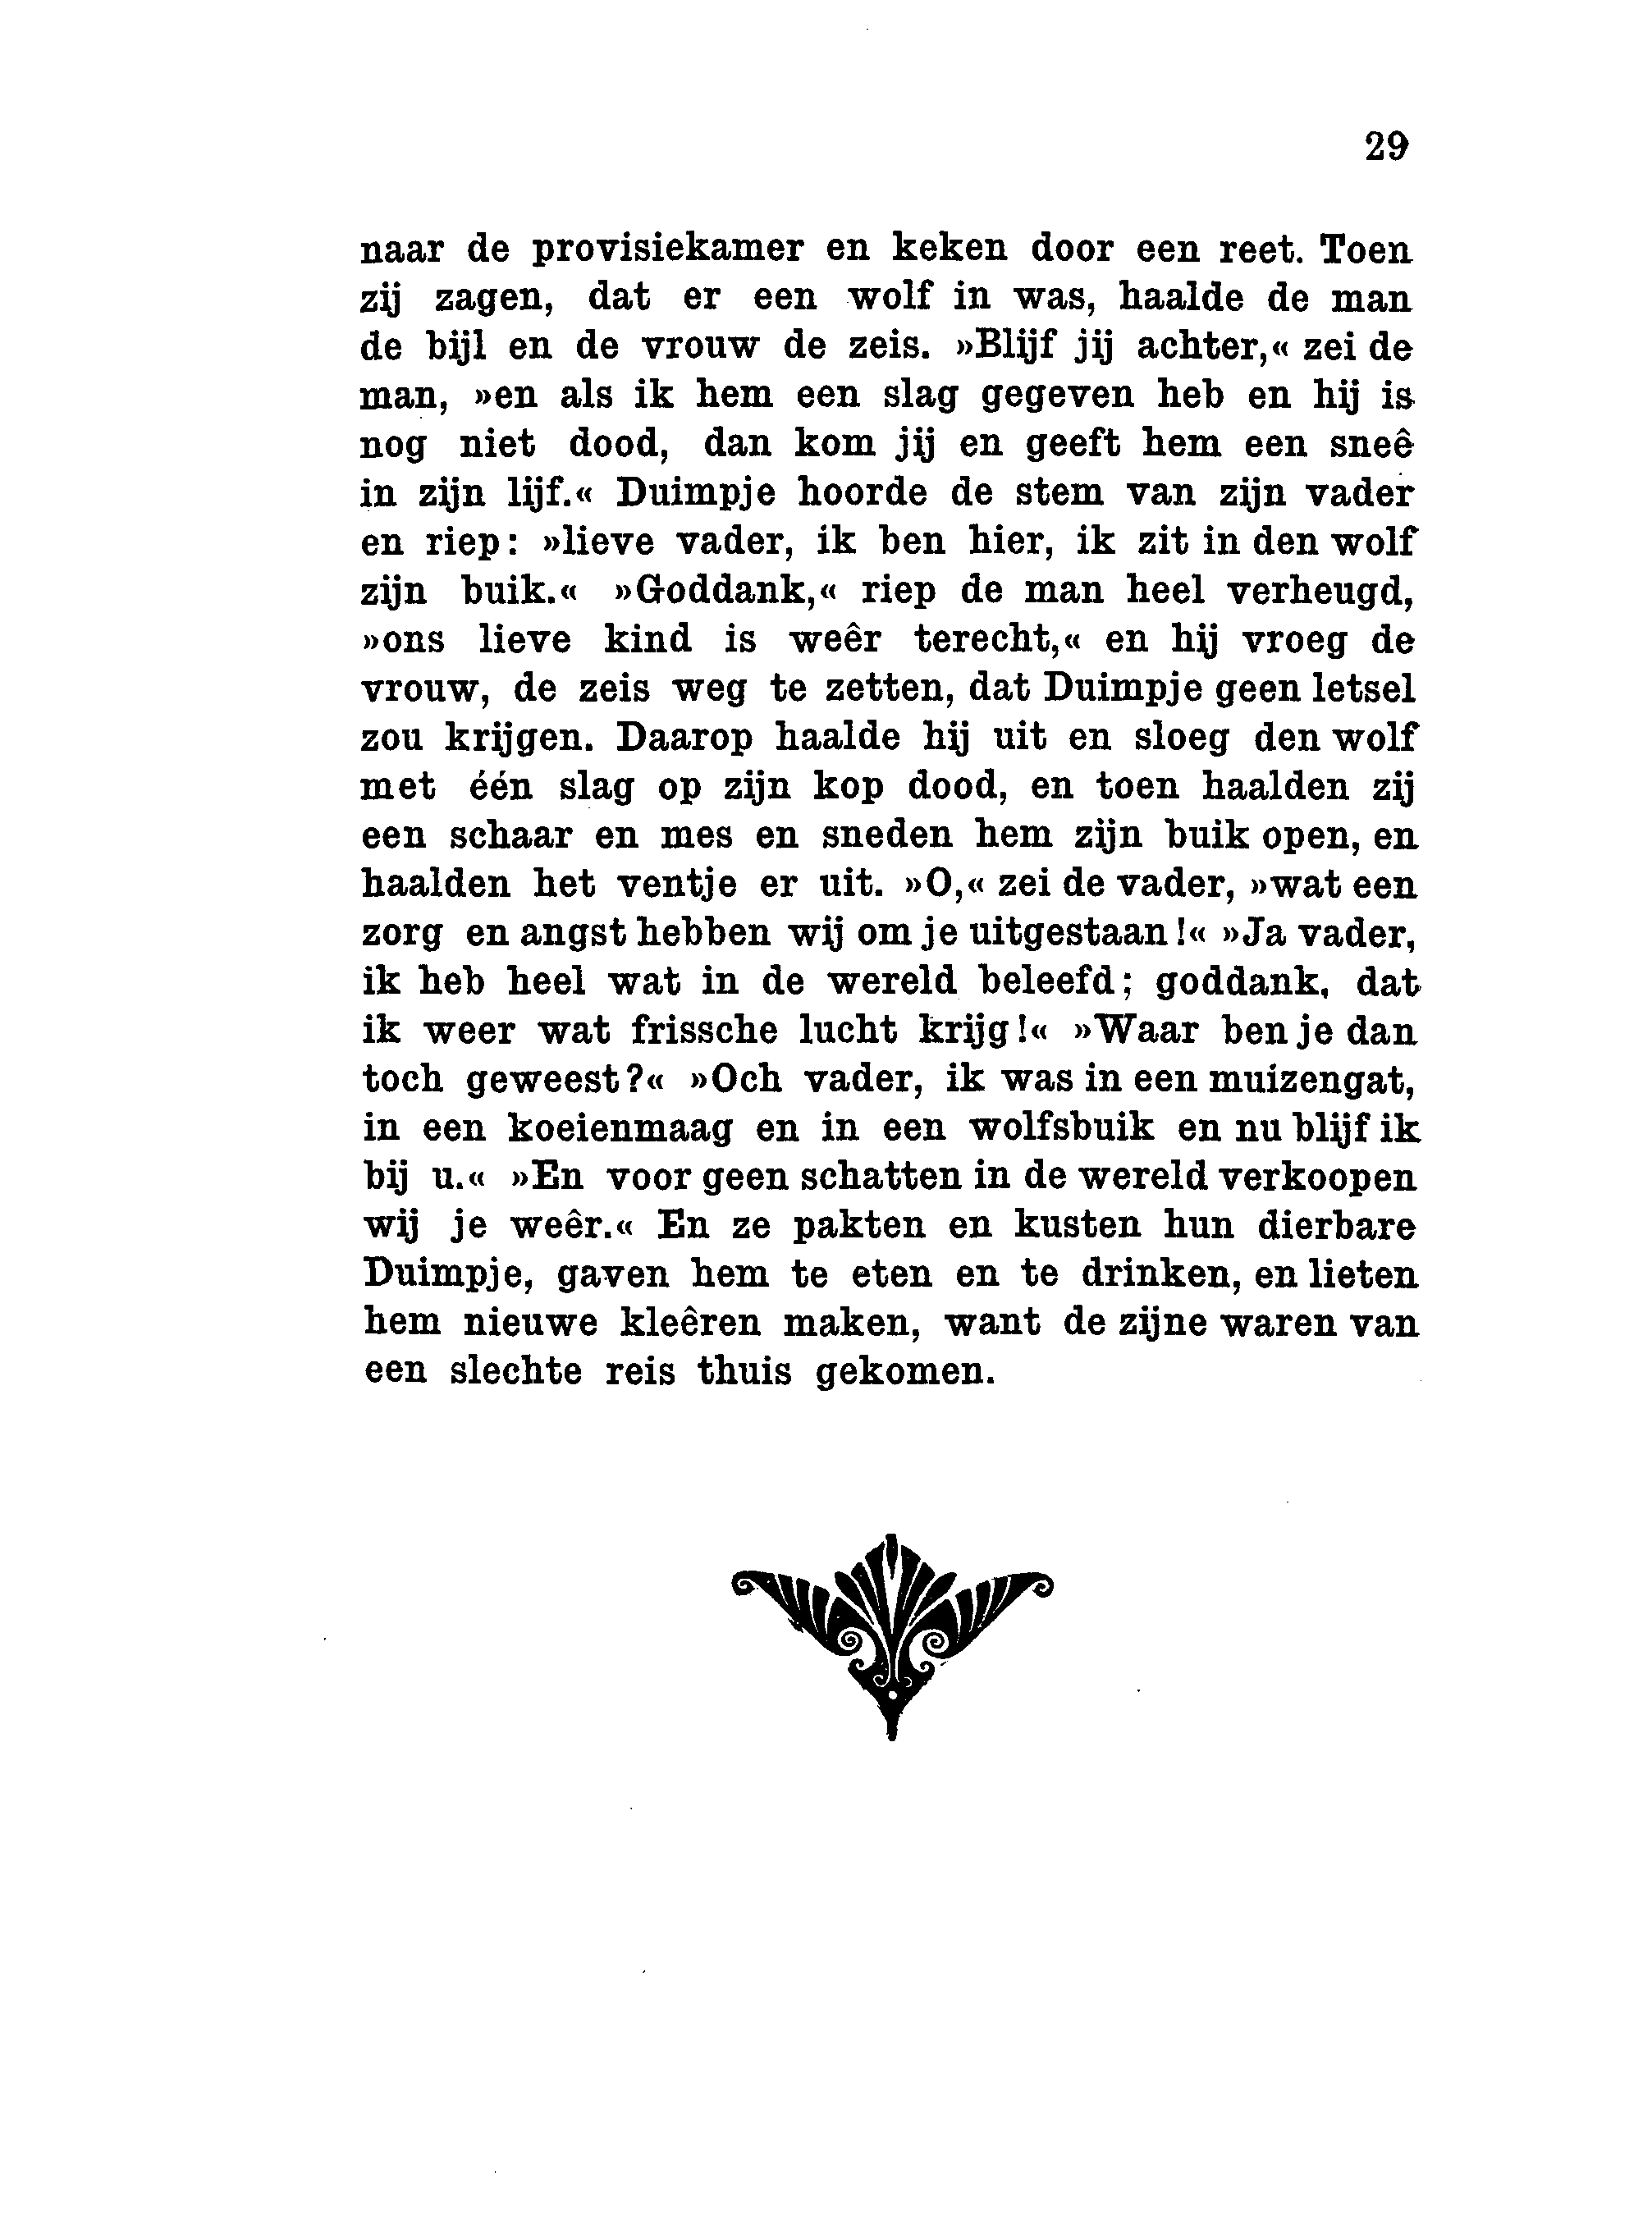 29
naar de provisiekamer en keken door een reet. Toen
zij zagen, dat er een wolf in was, haalde de man
de bijl en de vrouw de zeis. »Blijf jij achter,« zei de
man, »en als ik hem een slag gegeven heb en hij is
nog niet dood, dan kom jij en geeft hem een sneê
in zijn lijf.« Duimpje hoorde de stem van zijn vader
en riep: »lieve vader, ik ben hier, ik zit in den wolf
zijn buik.« »Goddank,« riep de man heel verheugd,
»ons lieve kind is weêr terecht,« en hij vroeg de
vrouw, de zeis weg te zetten, dat Duimpje geen letsel
zou krijgen. Daarop haalde hij uit en sloeg den wolf
met één slag op zijn kop dood, en toen haalden zij
een schaar en mes en sneden hem zijn buik open, en
haalden het ventje er uit. »O,« zei de vader, »wat een
zorg en angst hebben wij om je uitgestaan!« »Ja vader,
ik heb heel wat in de wereld beleefd; goddank, dat
ik weer wat frissche lucht krijg!« »Waar ben je dan
toch geweest?« »Och vader, ik was in een muizengat,
in een koeienmaag en in een wolfsbuik en nu blijf ik
bij u.« »En voor geen schatten in de wereld verkoopen
wij je weêr.« En ze pakten en kusten hun dierbare
Duimpje, gaven hem te eten en te drinken, en lieten
hem nieuwe kleêren maken, want de zijne waren van
een slechte reis thuis gekomen.